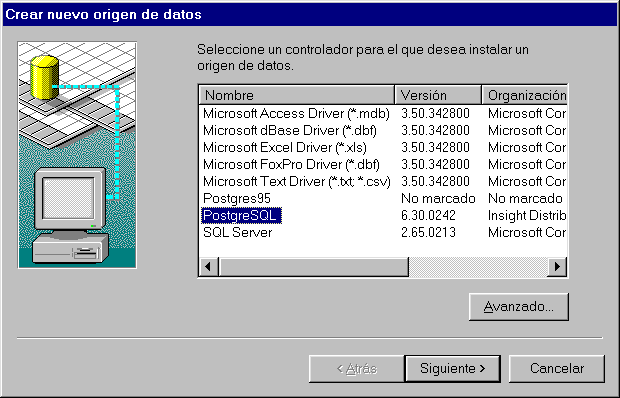 Crear nuevo origen de datos
Seleccione un controlador para el que desea instalar un
origen de datos.
Nombre Versión Organización
Microsoft Access Driver (*.mdb) 3.50.342800 Microsoft Cor
Microsoft dBase Driver (*.dbf) 3.50.342800 Microsoft Cor
Microsoft Excel Driver (*.xls) 3.50.342800 Microsoft Cor
Microsoft FoxPro Driver (*.dbf) 3.50.342800 Microsoft Cor
Microsoft Text Driver (*.txt; *.csv) 3.50.342800 Microsoft Cor
Postgres95 No marcado No marcado
PostgreSQL 6.30.0242 Insight Distrib
SQL Server 2.65.0213 Microsoft Cor
Avanzado...
< Atrás Siguiente > Cancelar